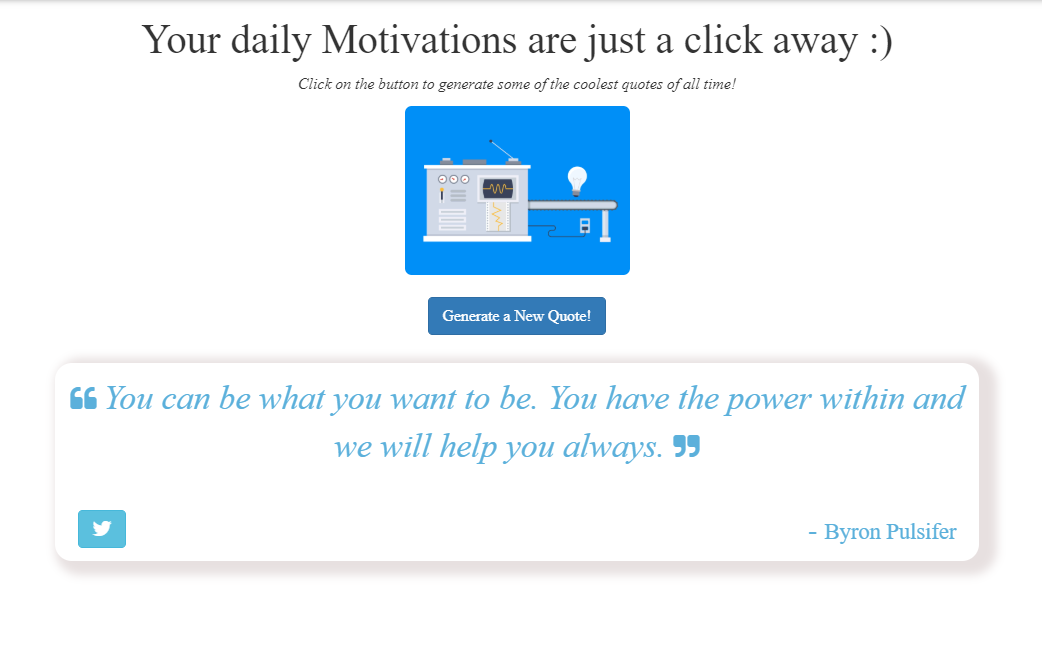 Your daily Motivations are just a click away :)
Click on the button to generate some of the coolest quotes of all time!
Generate a New Quote!
❝ You can be what you want to be. You have the power within and
we will help you always. ❞
- Byron Pulsifer